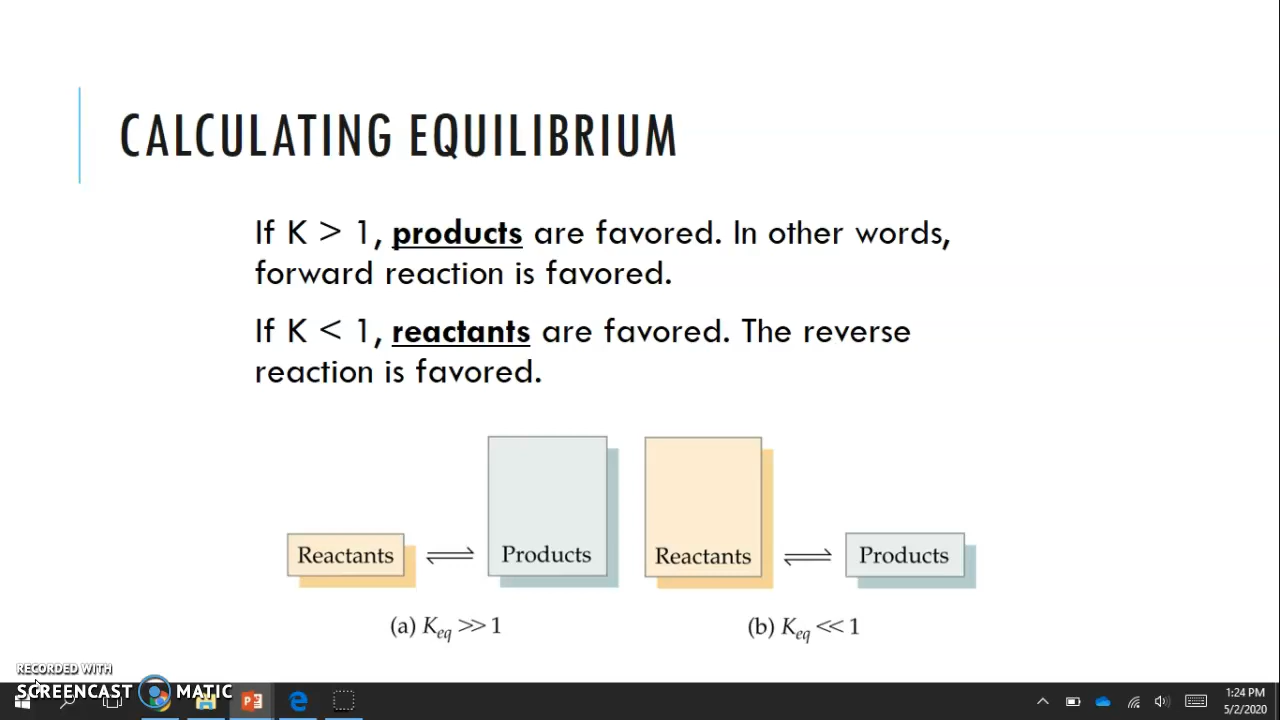 CALCULATING EQUILIBRIUM
If K > 1, products are favored. In other words,
forward reaction is favored.
If K < 1, reactants are favored. The reverse
reaction is favored.
Reactants ⇌ Products
(a) Keq >> 1
Reactants ⇌ Products
(b) Keq << 1
RECORDED WITH
SCREENCAST MATIC
1:24 PM
5/2/2020